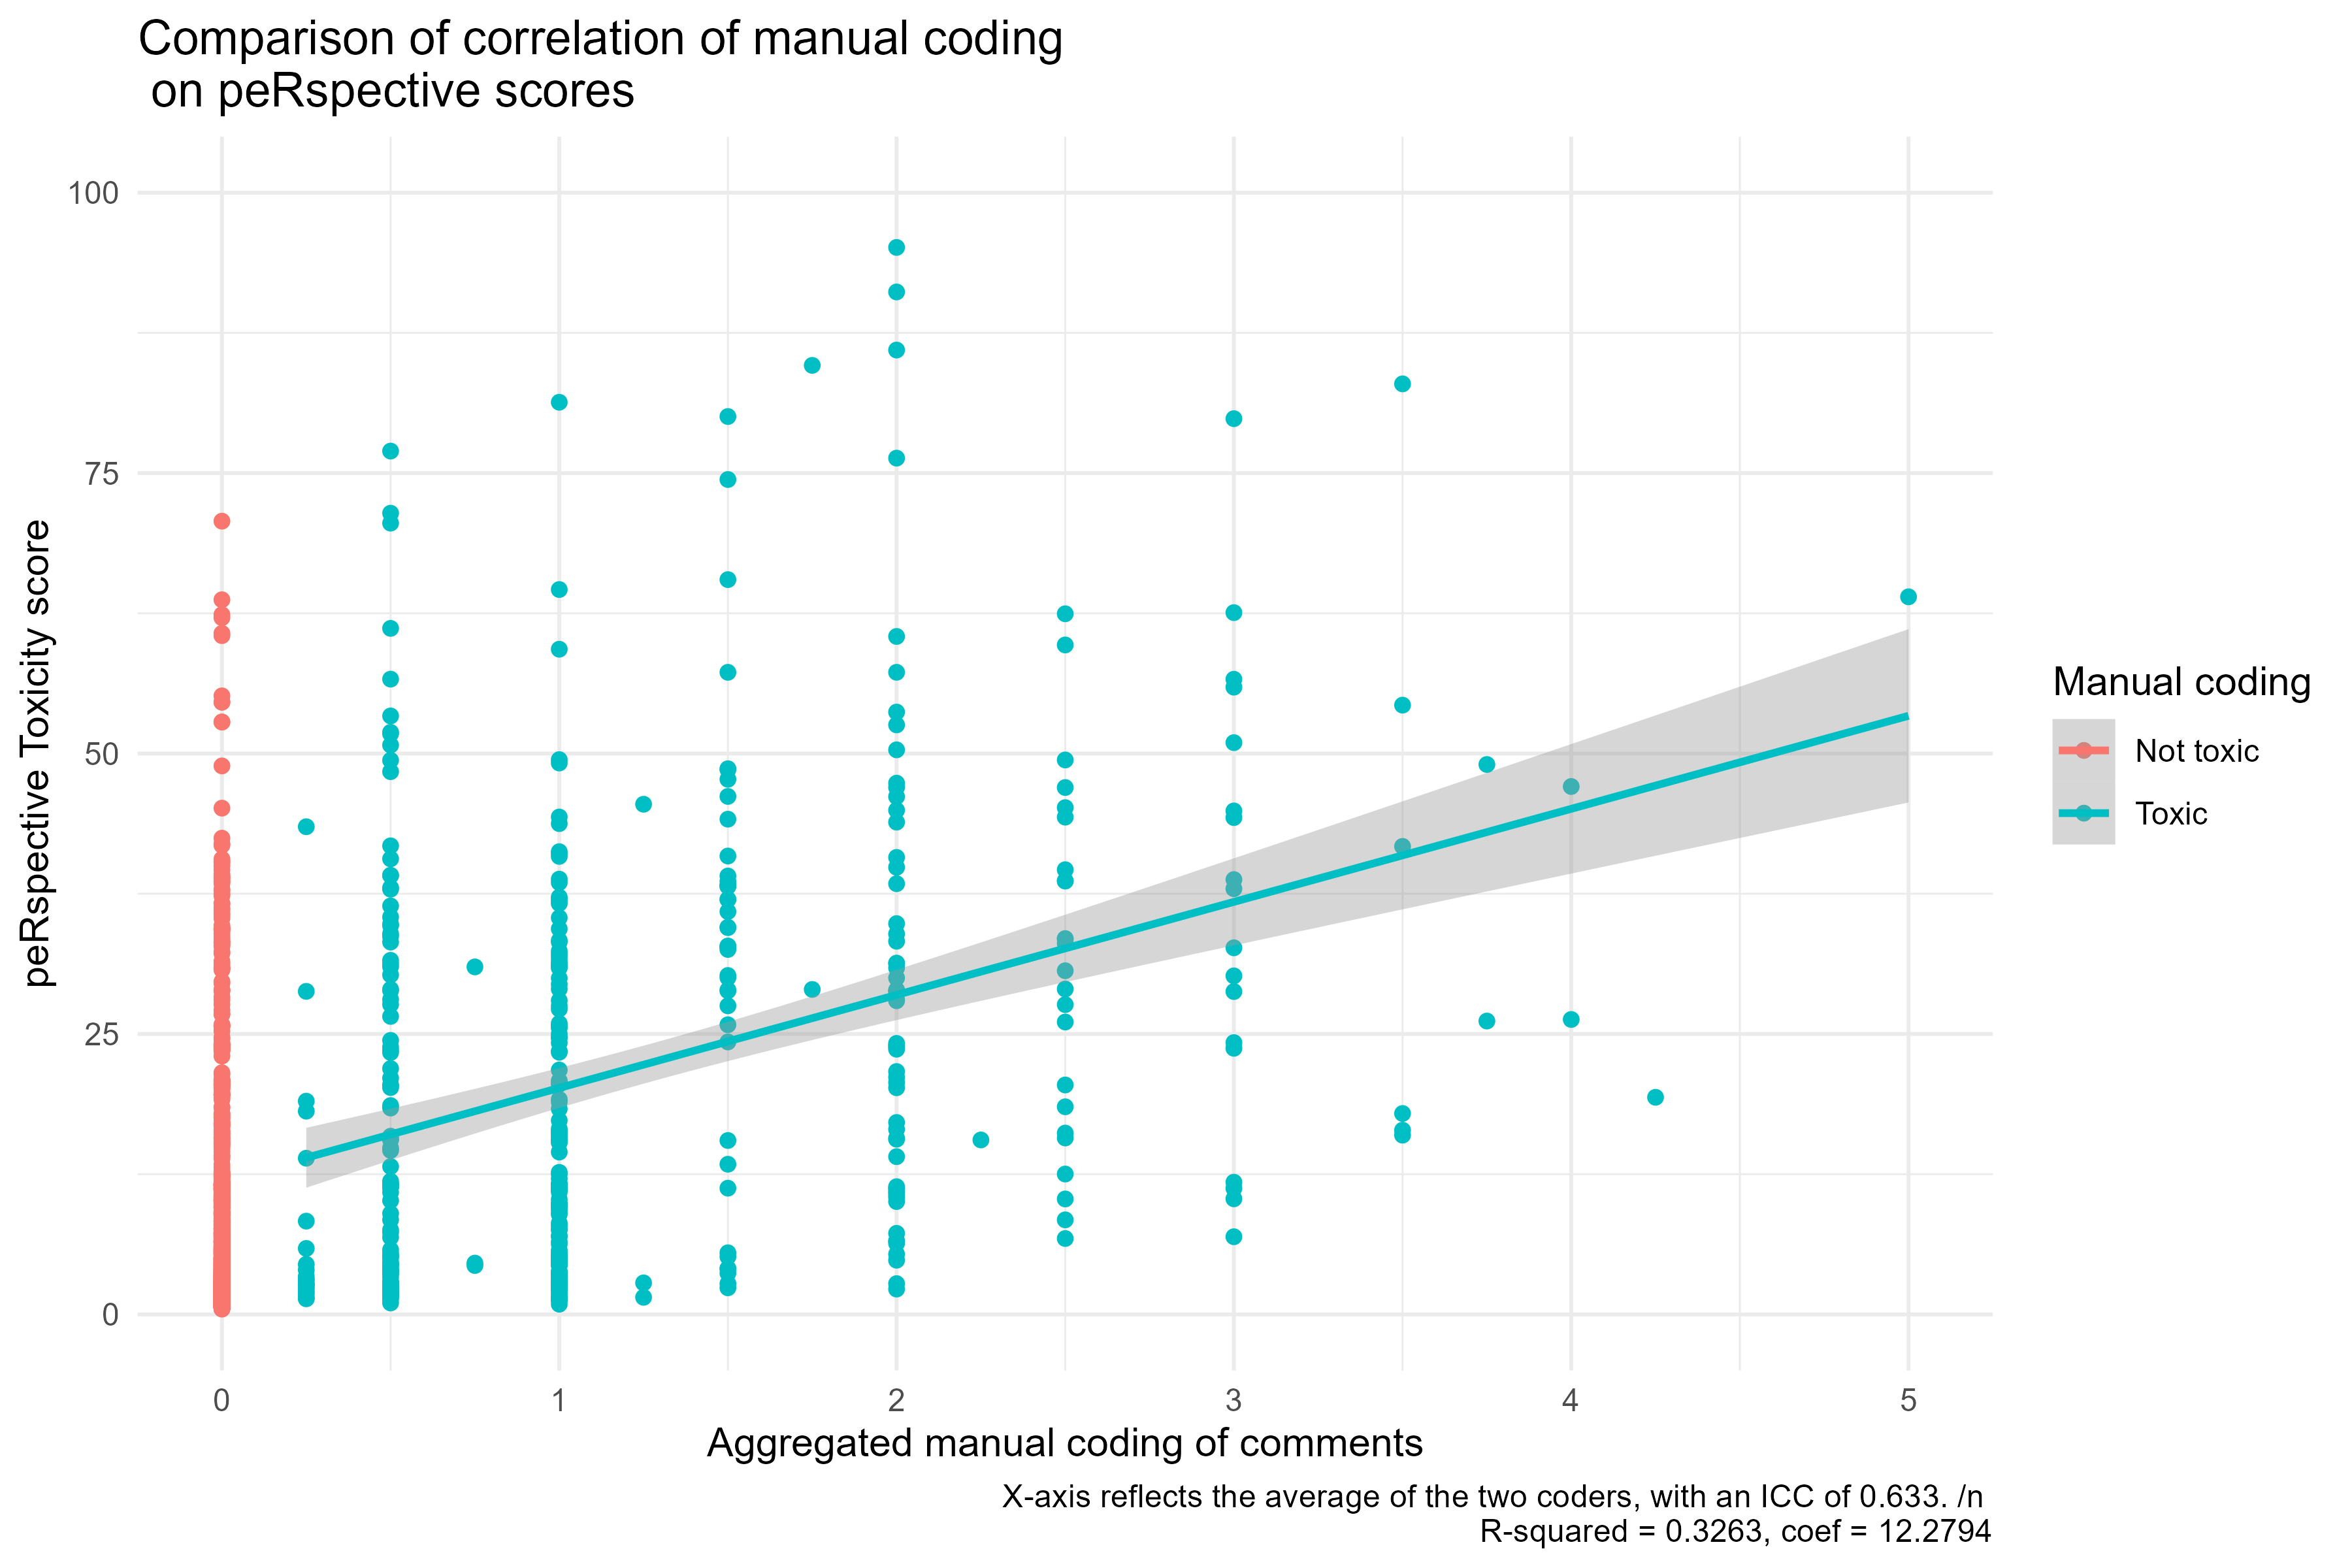 Comparison of correlation of manual coding
on peRspective scores
peRspective Toxicity score
100
75
50
25
0
0 1 2 3 4 5
Aggregated manual coding of comments
Manual coding
Not toxic
Toxic
X-axis reflects the average of the two coders, with an ICC of 0.633. /n
R-squared = 0.3263, coef = 12.2794